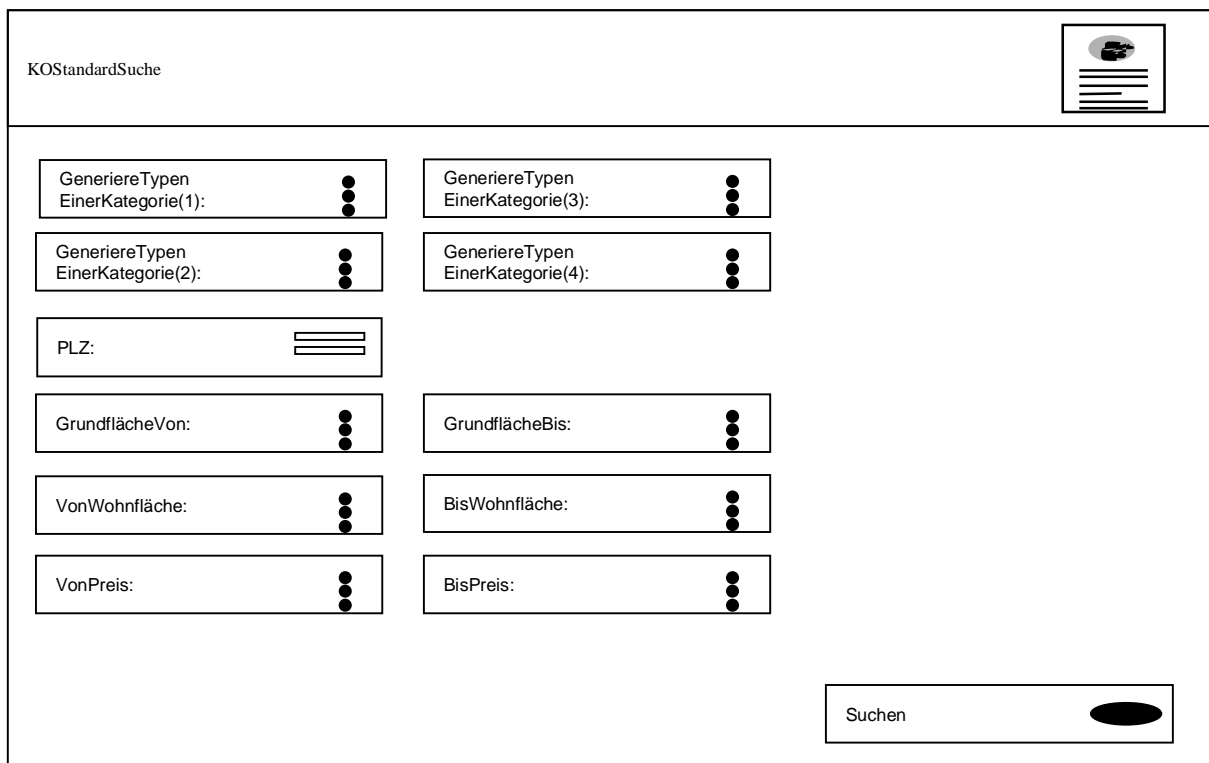 KOStandardSuche
GeneriereTypen
EinerKategorie(1):
GeneriereTypen
EinerKategorie(3):
GeneriereTypen
EinerKategorie(2):
GeneriereTypen
EinerKategorie(4):
PLZ:
GrundflächeVon:
GrundflächeBis:
VonWohnfläche:
BisWohnfläche:
VonPreis:
BisPreis:
Suchen